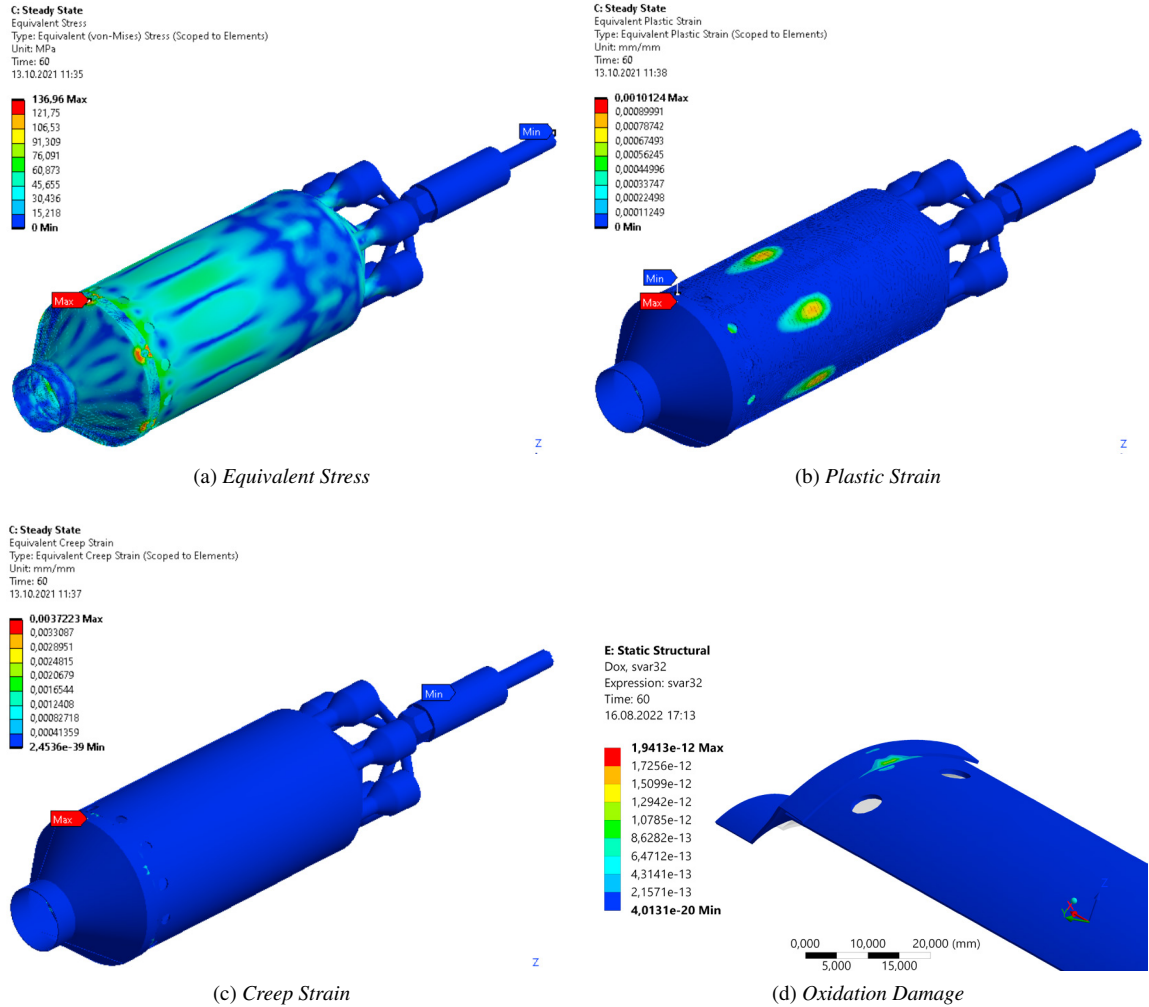 C: Steady State
Equivalent Stress
Type: Equivalent (von-Mises) Stress (Scoped to Elements)
Unit: MPa
Time: 60
13.10.2021 11:35
136,96 Max
121,75
106,53
91,309
76,091
60,873
45,655
30,436
15,218
0 Min
Min
Max
Z
(a) Equivalent Stress
C: Steady State
Equivalent Plastic Strain
Type: Equivalent Plastic Strain (Scoped to Elements)
Unit: mm/mm
Time: 60
13.10.2021 11:38
0,0010124 Max
0,00089991
0,00078742
0,00067493
0,00056245
0,00044996
0,00033747
0,00022498
0,00011249
0 Min
Min
Max
Z
(b) Plastic Strain
C: Steady State
Equivalent Creep Strain
Type: Equivalent Creep Strain (Scoped to Elements)
Unit: mm/mm
Time: 60
13.10.2021 11:37
0,0037223 Max
0,0033087
0,0028951
0,0024815
0,0020679
0,0016544
0,0012408
0,00082718
0,00041359
2,4536e-39 Min
Min
Max
Z
(c) Creep Strain
E: Static Structural
Dox, svar32
Expression: svar32
Time: 60
16.08.2022 17:13
1,9413e-12 Max
1,7256e-12
1,5099e-12
1,2942e-12
1,0785e-12
8,6282e-13
6,4712e-13
4,3141e-13
2,1571e-13
4,0131e-20 Min
0,000 10,000 20,000 (mm)
5,000 15,000
(d) Oxidation Damage